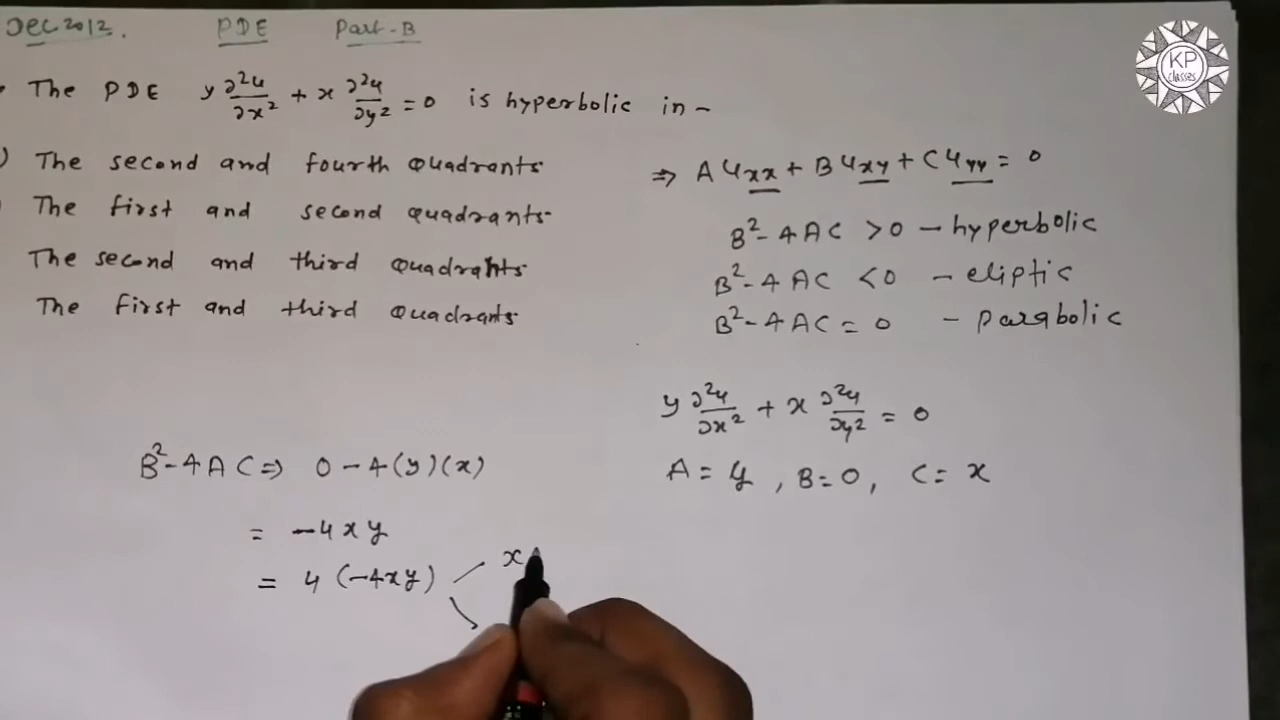 Dec 2012. PDE Part-B
The PDE y ∂²u/∂x² + x ∂²u/∂y² = 0 is hyperbolic in -
) The second and fourth Quadrants
The first and second quadrants
The second and third Quadrants
The First and third Quadrants
KP
classes
⇒ A Uxx + B Uxy + C Uyy = 0
B² - 4AC > 0 - hyperbolic
B² - 4AC < 0 - eliptic
B² - 4AC = 0 - parabolic
y ∂²u/∂x² + x ∂²u/∂y² = 0
A = y , B = 0 , C = x
B² - 4AC ⇒ 0 - 4(y)(x)
= -4xy
= 4(-4xy)
x